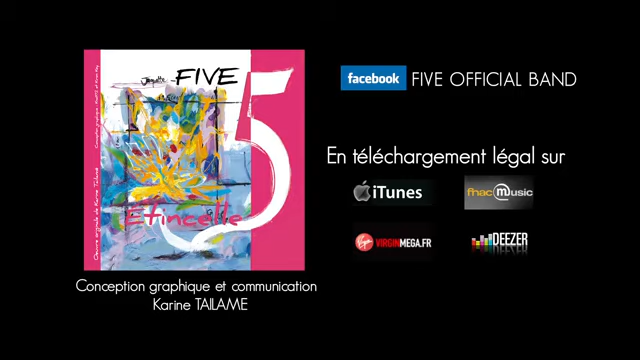 FIVE
5
Etincelle
Conception graphique et communication
Karine TAILAME
facebook
FIVE OFFICIAL BAND
En téléchargement légal sur
iTunes
fnac music
VIRGINMEGA.FR
DEEZER